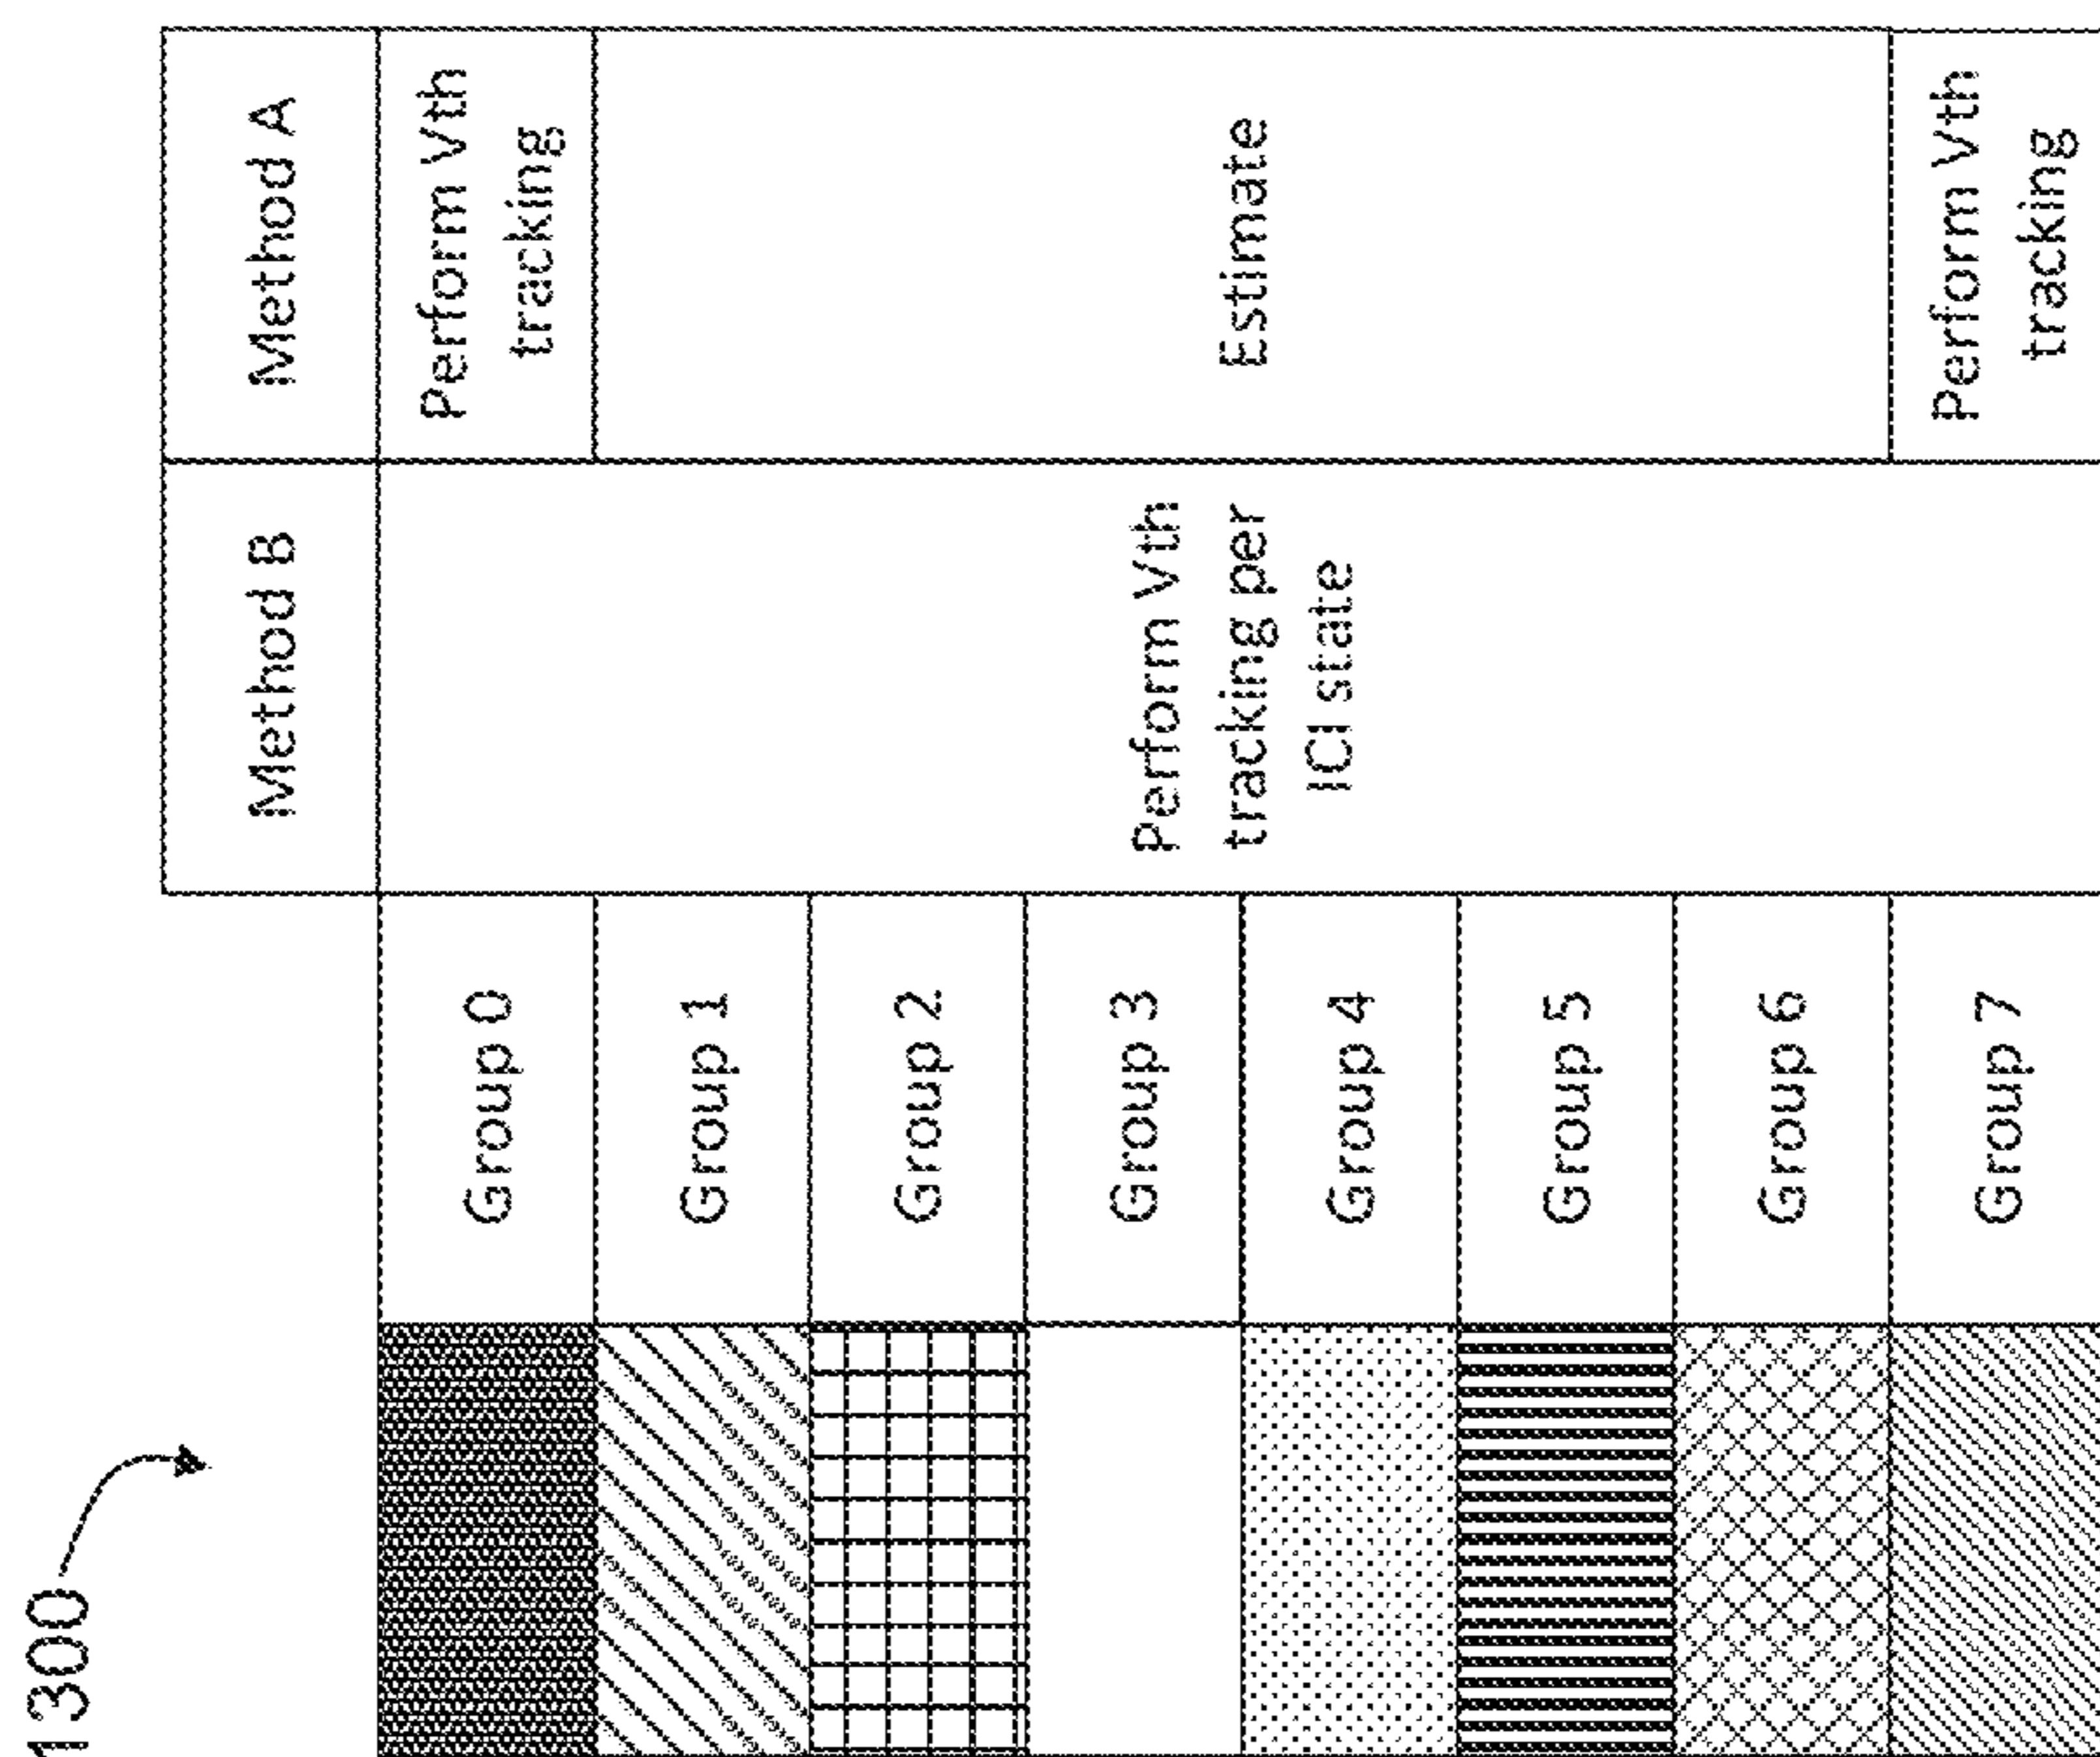 1300
Method B
Method A
Group 0
Perform Vth
tracking per
ICI state
Perform Vth
tracking
Group 1
Estimate
Group 2
Group 3
Group 4
Group 5
Group 6
Group 7
Perform Vth
tracking